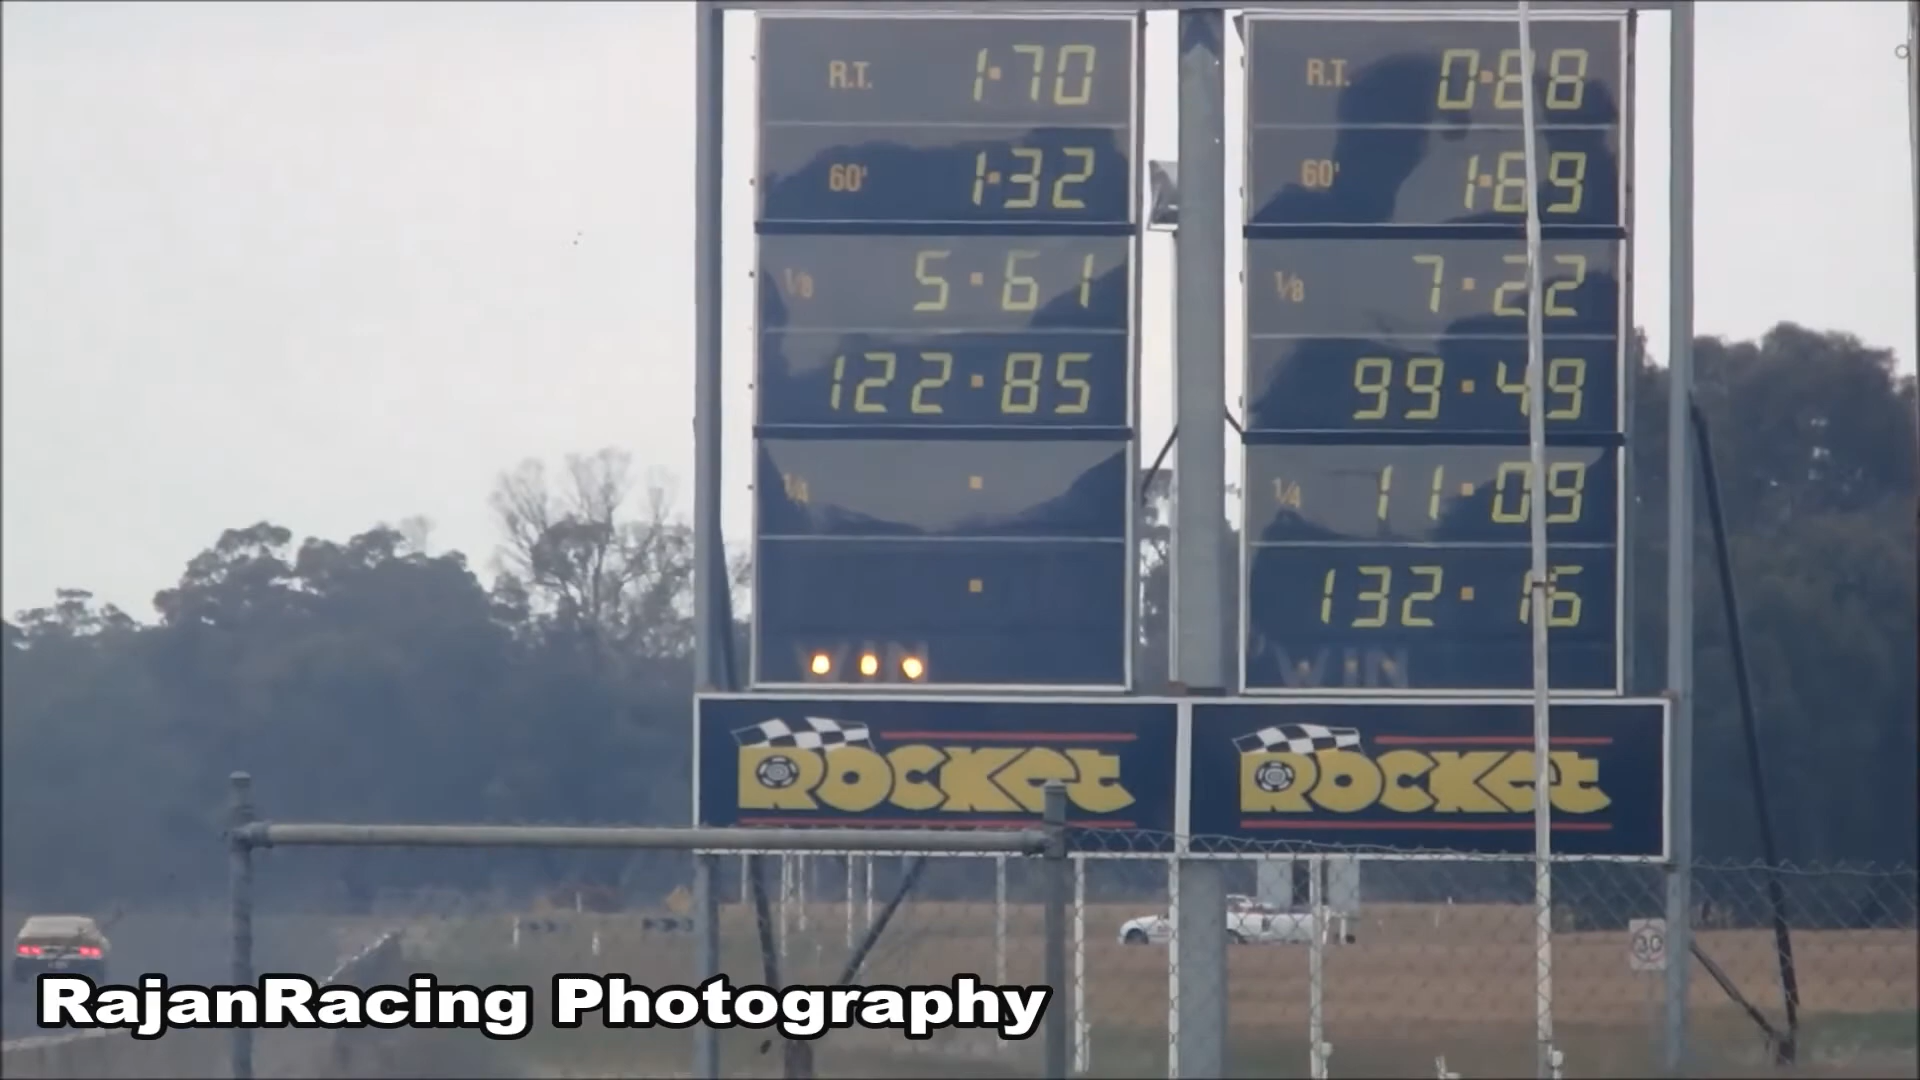 R.T. 1.70
60' 1.32
1/8 5.61
122.85
1/4 .
.
WIN
R.T. 0.88
60' 1.69
1/8 7.22
99.49
1/4 11.09
132.16
WIN
ROCKET
ROCKET
30
RajanRacing Photography